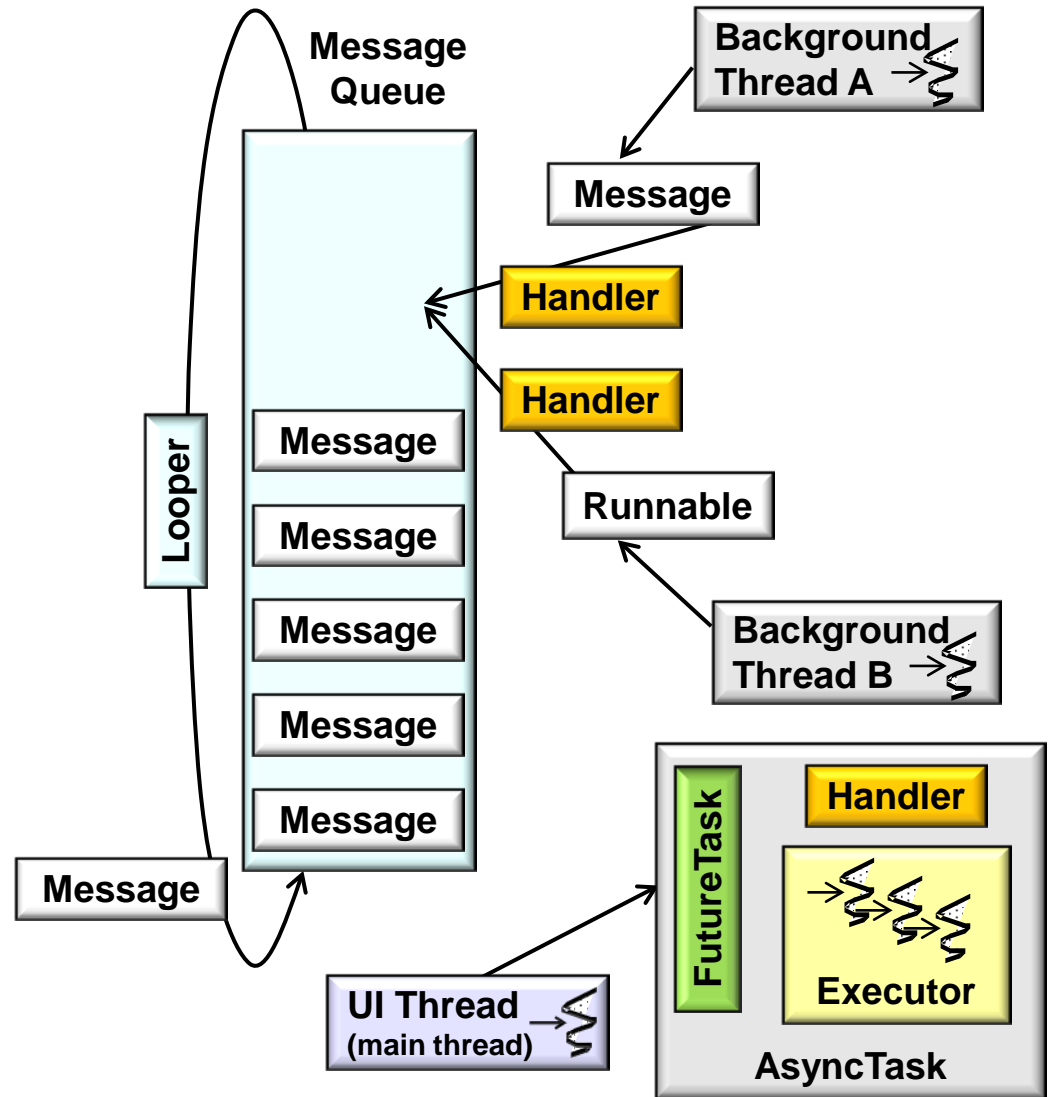 Message
Queue
Background
Thread A
Message
Handler
Handler
Message
Looper
Runnable
Message
Message
Background
Thread B
Message
Message
Message
Handler
FutureTask
Executor
UI Thread
(main thread)
AsyncTask